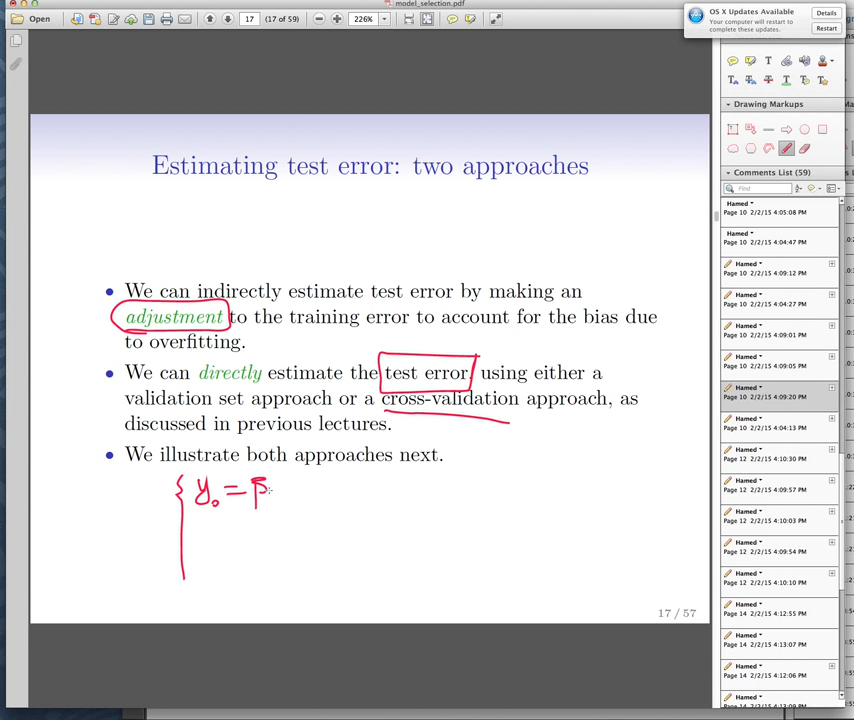 model_selection.pdf
Open
17
(17 of 59)
226%
OS X Updates Available
Your computer will restart to
complete these updates.
Details
Restart
Estimating test error: two approaches
• We can indirectly estimate test error by making an
adjustment to the training error to account for the bias due
to overfitting.
• We can directly estimate the test error, using either a
validation set approach or a cross-validation approach, as
discussed in previous lectures.
• We illustrate both approaches next.
{ y₀ = β
17 / 57
Drawing Markups
Comments List (59)
Find
Hamed
Page 10 2/2/15 4:05:08 PM
Hamed
Page 10 2/2/15 4:04:47 PM
Hamed
Page 10 2/2/15 4:09:12 PM
Hamed
Page 10 2/2/15 4:04:27 PM
Hamed
Page 10 2/2/15 4:09:01 PM
Hamed
Page 10 2/2/15 4:09:05 PM
Hamed
Page 10 2/2/15 4:09:20 PM
Hamed
Page 10 2/2/15 4:04:13 PM
Hamed
Page 12 2/2/15 4:10:30 PM
Hamed
Page 12 2/2/15 4:09:57 PM
Hamed
Page 12 2/2/15 4:10:03 PM
Hamed
Page 12 2/2/15 4:09:54 PM
Hamed
Page 12 2/2/15 4:10:10 PM
Hamed
Page 14 2/2/15 4:12:55 PM
Hamed
Page 14 2/2/15 4:13:07 PM
Hamed
Page 14 2/2/15 4:12:06 PM
Hamed